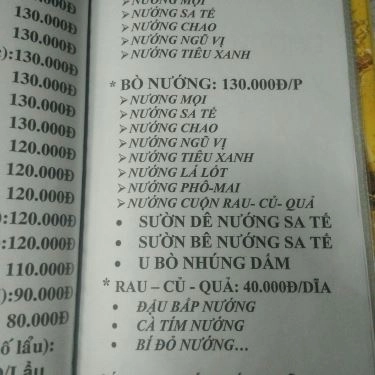 .000Đ
130.000Đ
130.000Đ
):130.000Đ
130.000Đ
130.000Đ
130.000Đ
120.000Đ
120.000Đ
120.000Đ
):120.000Đ
:120.000Đ
110.000Đ
):90.000Đ
80.000Đ
ố lẩu):
Đ/Lẩu
NƯỚNG MỌI
NƯỚNG SA TẾ
NƯỚNG CHAO
NƯỚNG NGŨ VỊ
NƯỚNG TIÊU XANH
* BÒ NƯỚNG: 130.000Đ/P
➢ NƯƠNG MỌI
➢ NƯỚNG SA TẾ
➢ NƯỚNG CHAO
➢ NƯỚNG NGŨ VỊ
➢ NƯỚNG TIÊU XANH
➢ NƯỚNG LÁ LỐT
➢ NƯỚNG PHÔ-MAI
➢ NƯỚNG CUỘN RAU- CỦ- QUẢ
• SƯỜN DÊ NƯỚNG SA TẾ
• SƯỜN BÊ NƯỚNG SA TẾ
• U BÒ NHÚNG DẤM
* RAU – CỦ - QUẢ: 40.000Đ/DĨA
• ĐẬU BẮP NƯỚNG
• CÀ TÍM NƯỚNG
• BÍ ĐỎ NƯỚNG...